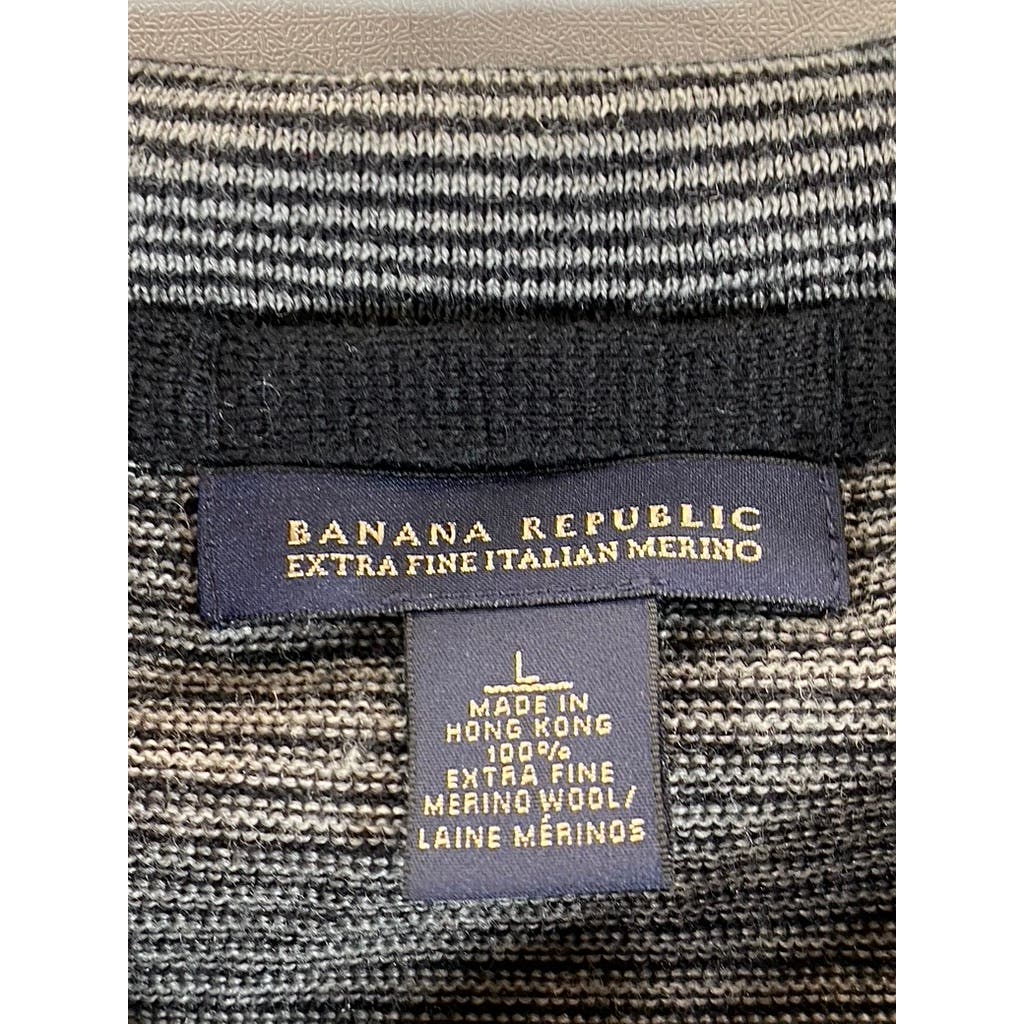 BANANA REPUBLIC
EXTRA FINE ITALIAN MERINO
L
MADE IN
HONG KONG
100%
EXTRA FINE
MERINO WOOL/
LAINE MÉRINOS